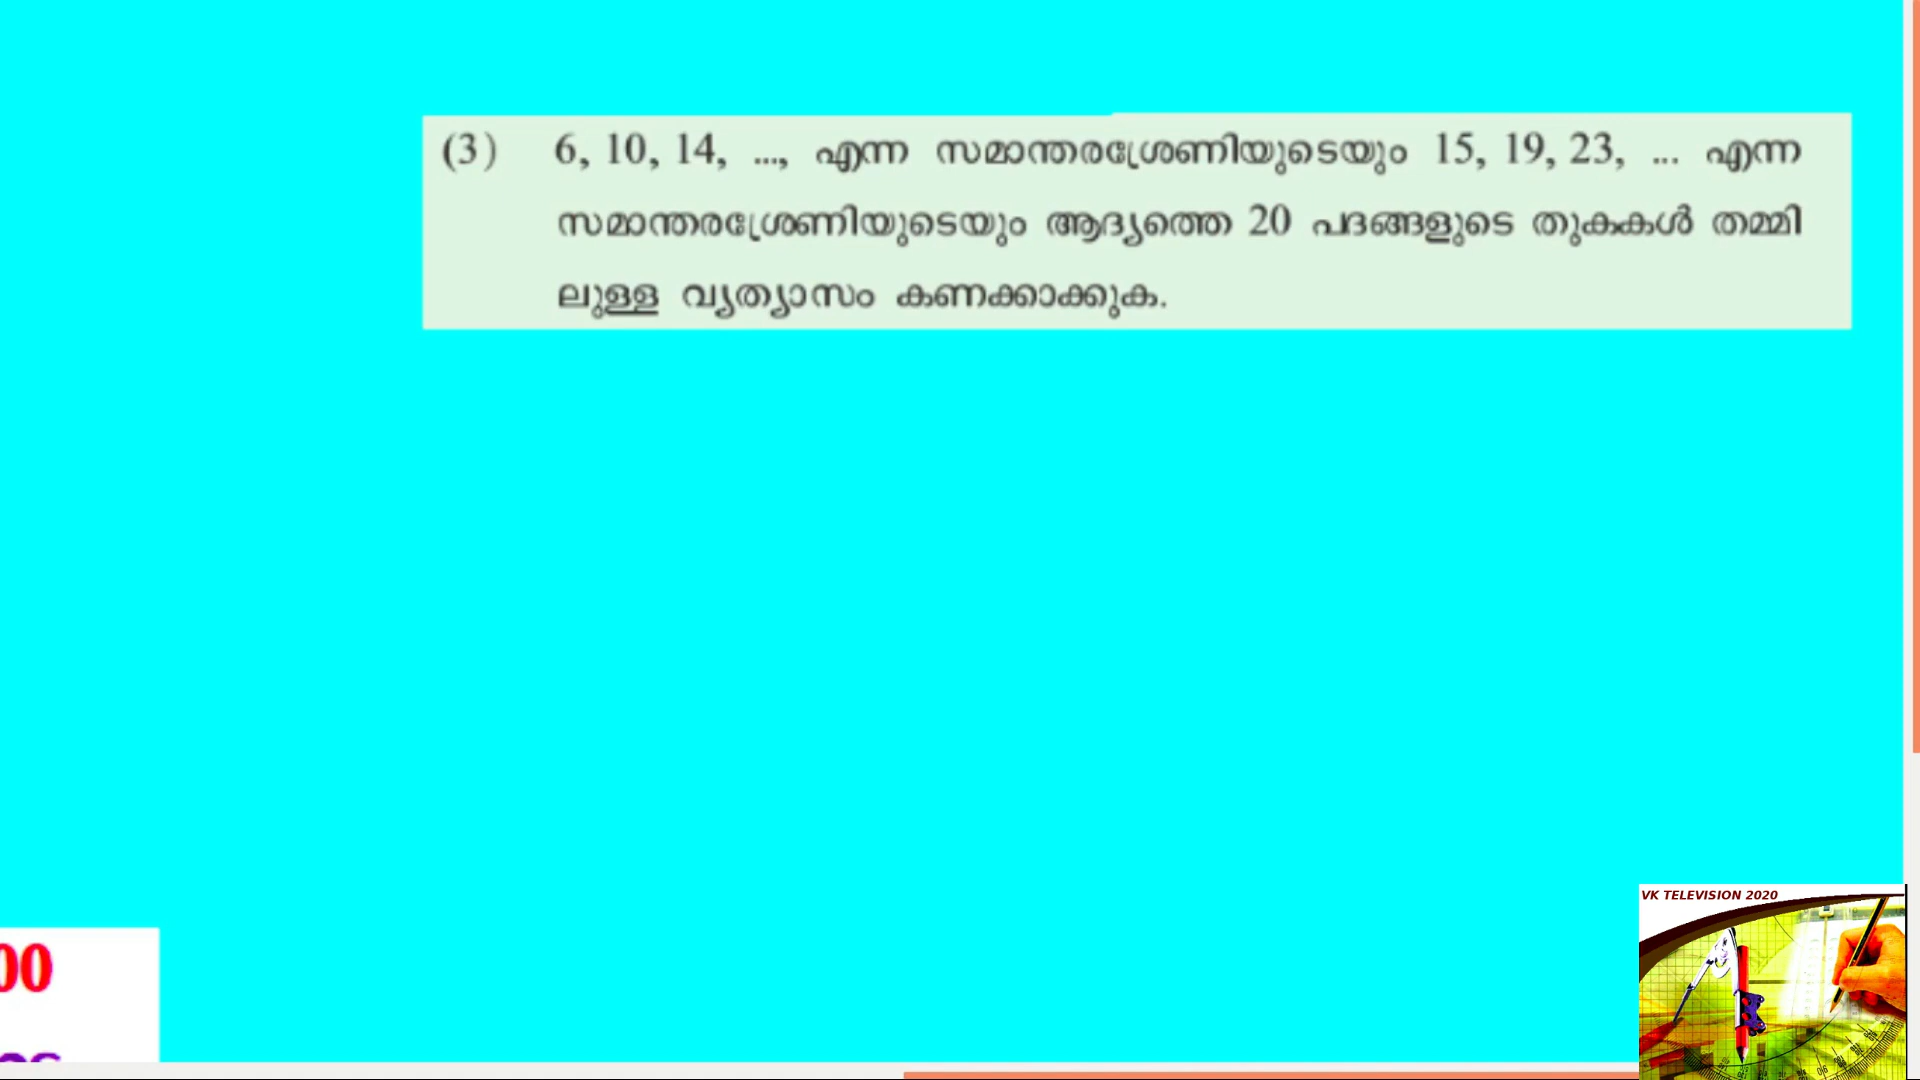 (3) 6, 10, 14, ..., എന്ന സമാന്തരശ്രേണിയുടെയും 15, 19, 23, ... എന്ന
സമാന്തരശ്രേണിയുടെയും ആദ്യത്തെ 20 പദങ്ങളുടെ തുകകൾ തമ്മി
ലുള്ള വ്യത്യാസം കണക്കാക്കുക.
VK TELEVISION 2020
00